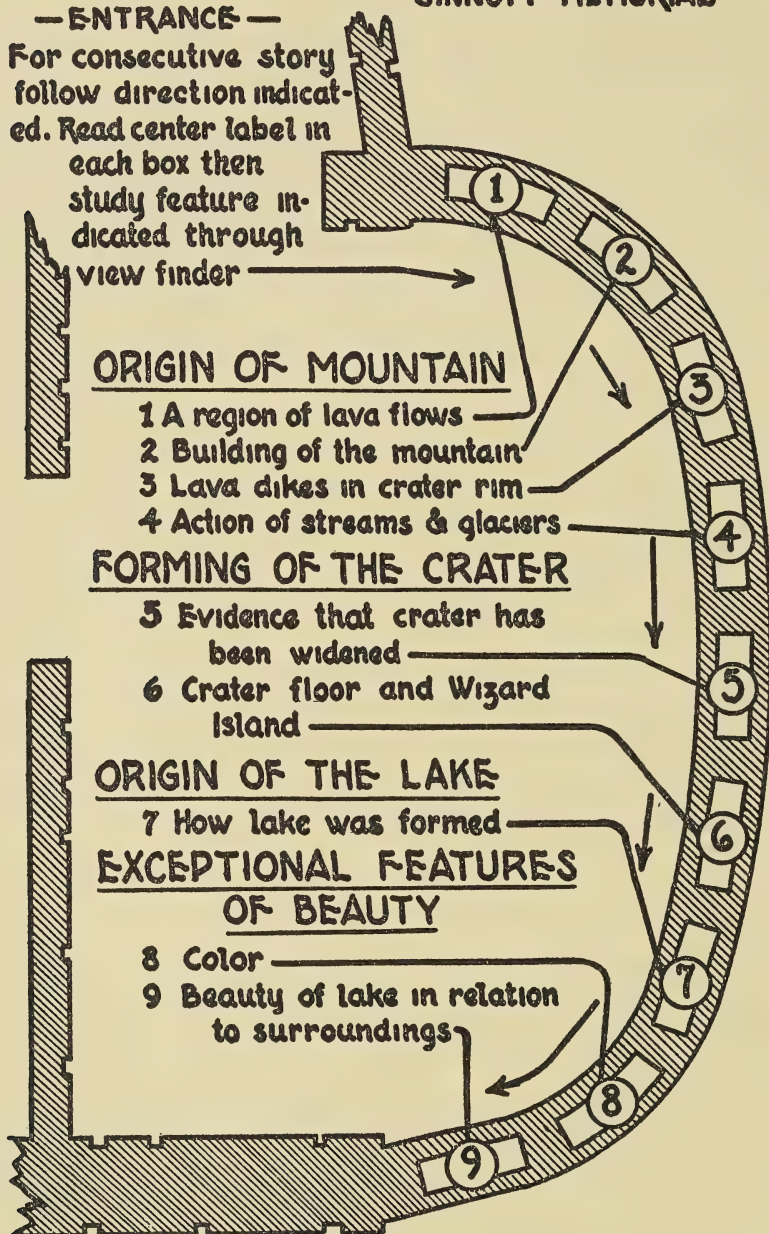 —ENTRANCE—
For consecutive story
follow direction indicat-
ed. Read center label in
each box then
study feature in-
dicated through
view finder
ORIGIN OF MOUNTAIN
1 A region of lava flows
2 Building of the mountain
3 Lava dikes in crater rim
4 Action of streams & glaciers
FORMING OF THE CRATER
5 Evidence that crater has
been widened
6 Crater floor and Wizard
Island
ORIGIN OF THE LAKE
7 How lake was formed
EXCEPTIONAL FEATURES
OF BEAUTY
8 Color
9 Beauty of lake in relation
to surroundings
1
2
3
4
5
6
7
8
9